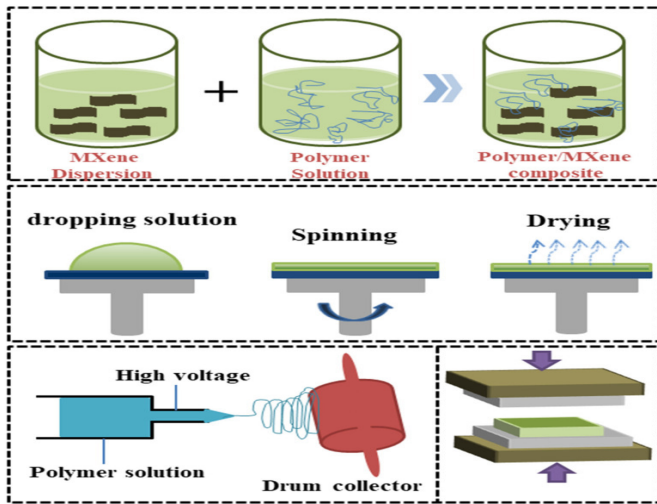 MXene
Dispersion
Polymer
Solution
Polymer/MXene
composite
dropping solution
Spinning
Drying
High voltage
Polymer solution
Drum collector